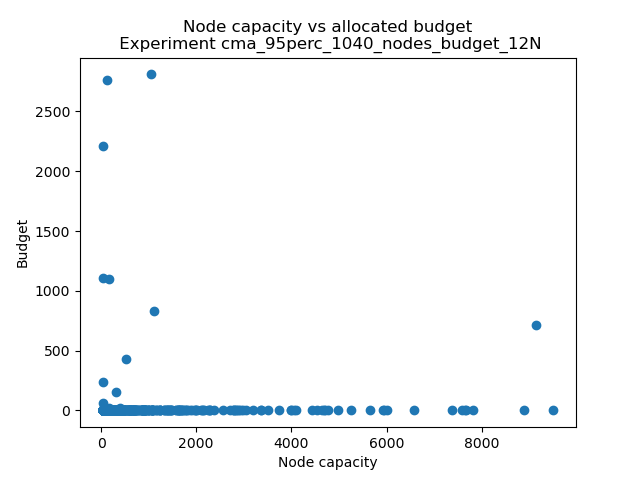 Node capacity vs allocated budget
Experiment cma_95perc_1040_nodes_budget_12N
2500
2000
1500
1000
500
0
Budget
0 2000 4000 6000 8000
Node capacity